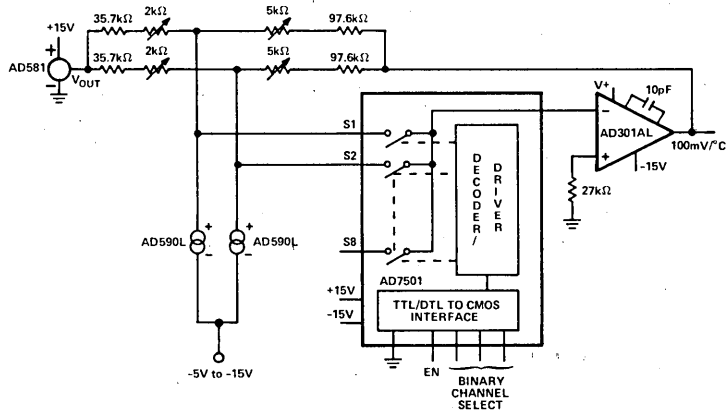 35.7kΩ 2kΩ 5kΩ 97.6kΩ
+15V
+
35.7kΩ 2kΩ 5kΩ 97.6kΩ
AD581
VOUT
-
V+
10pF
S1
-
AD301AL
S2
+
100mV/°C
-15V
DECODER/
DRIVER
27kΩ
+
+
AD590L
AD590L
-
-
S8
AD7501
+15V
TTL/DTL TO CMOS
INTERFACE
-15V
-5V to -15V
EN
BINARY
CHANNEL
SELECT